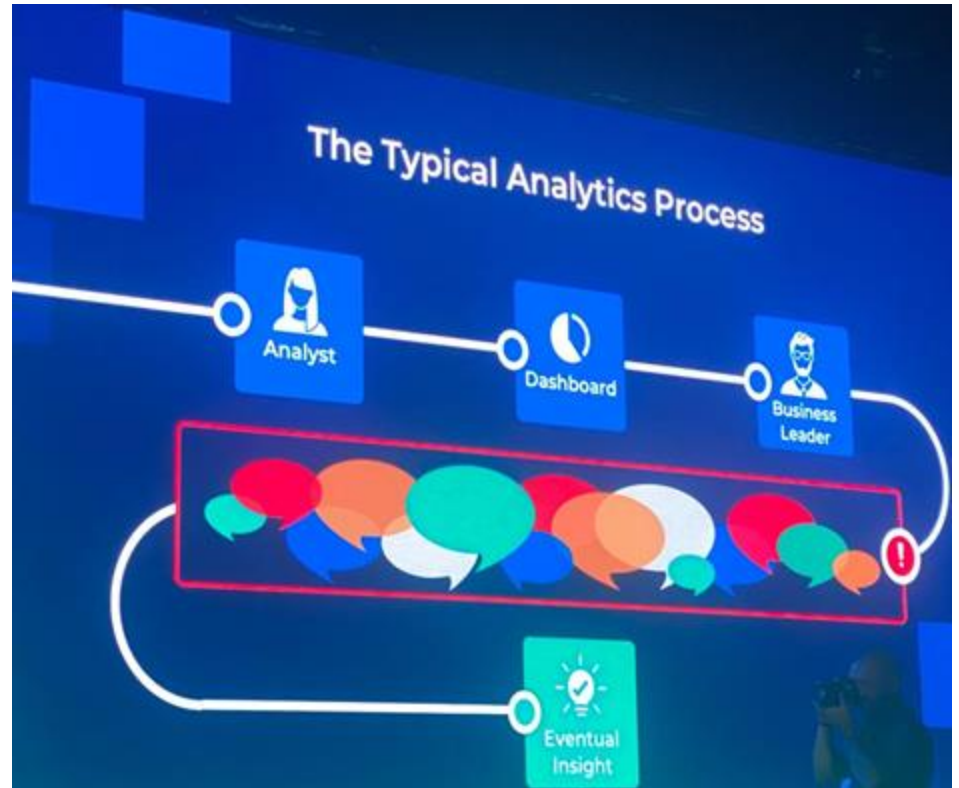 The Typical Analytics Process
Analyst
Dashboard
Business
Leader
!
Eventual
Insight